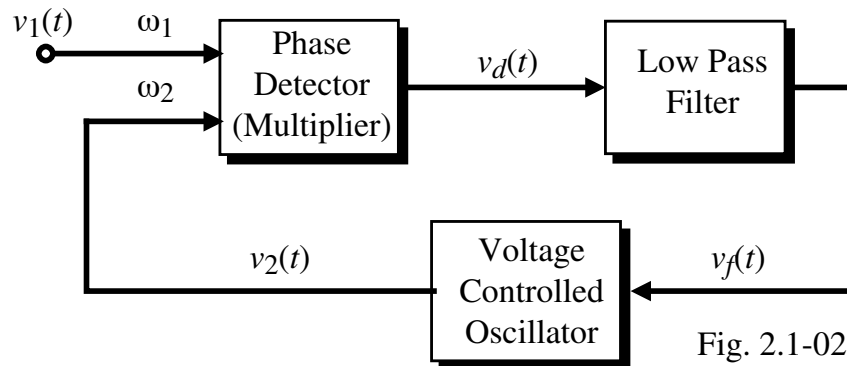 v1(t)
ω1
ω2
Phase
Detector
(Multiplier)
vd(t)
Low Pass
Filter
v2(t)
Voltage
Controlled
Oscillator
vf(t)
Fig. 2.1-02